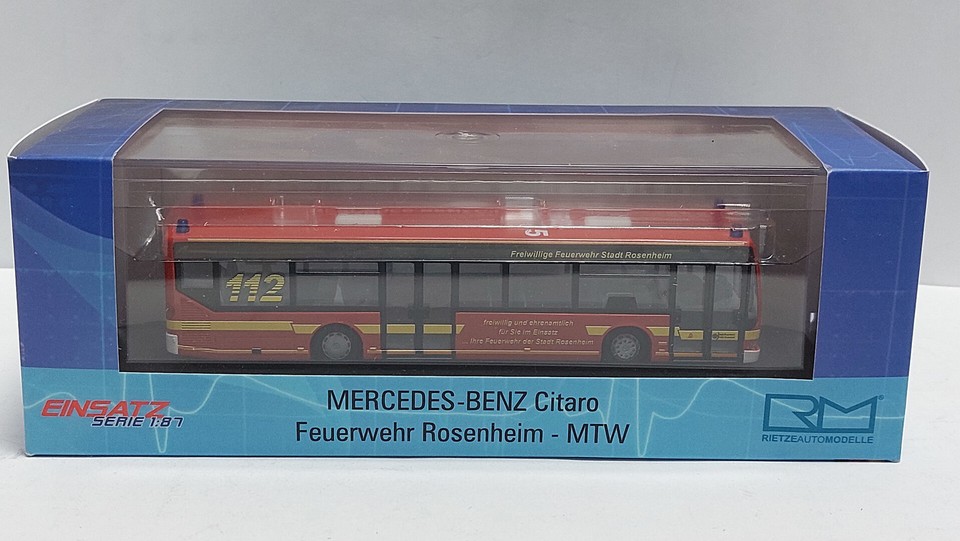 5
Freiwillige Feuerwehr Stadt Rosenheim
112
freiwillig und ehrenamtlich
für Sie im Einsatz
... Ihre Feuerwehr der Stadt Rosenheim
EINSATZ
SERIE 1:87
MERCEDES-BENZ Citaro
Feuerwehr Rosenheim - MTW
RM®
RIETZEAUTOMODELLE